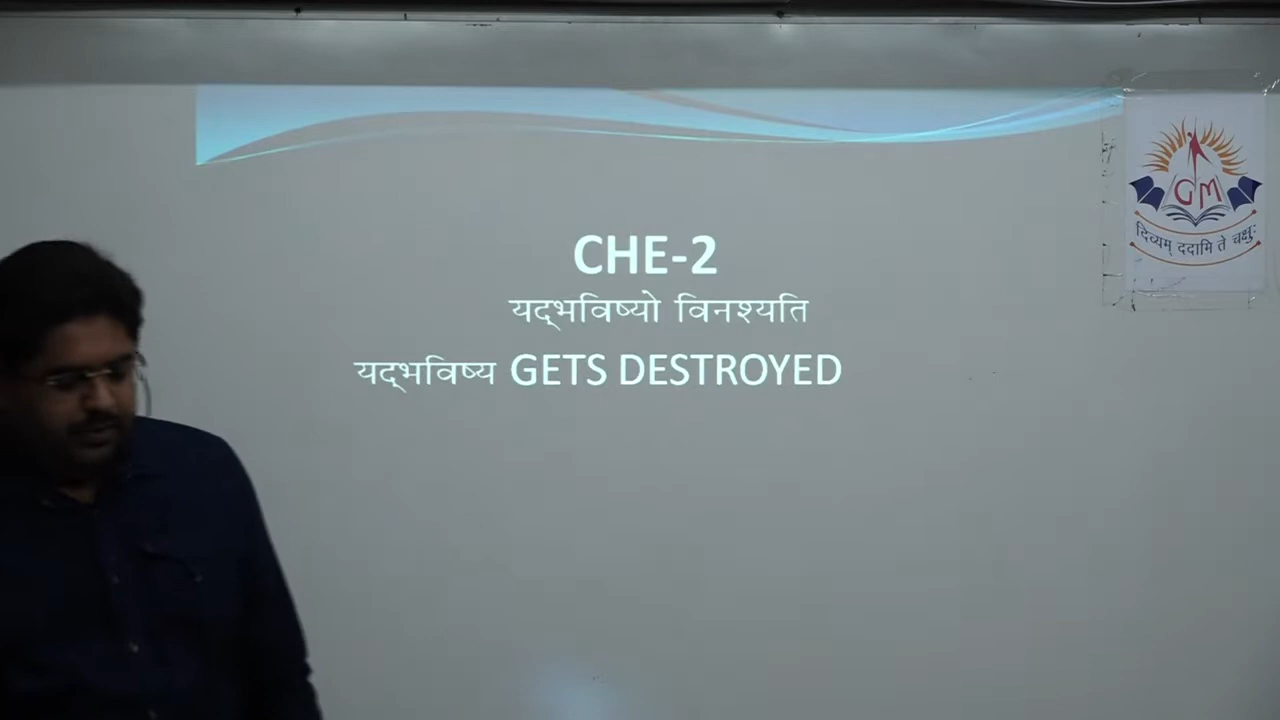 CHE-2
यद्भविष्यो विनश्यति
यद्भविष्य GETS DESTROYED
GM
दिव्यम् ददामि ते चक्षुः